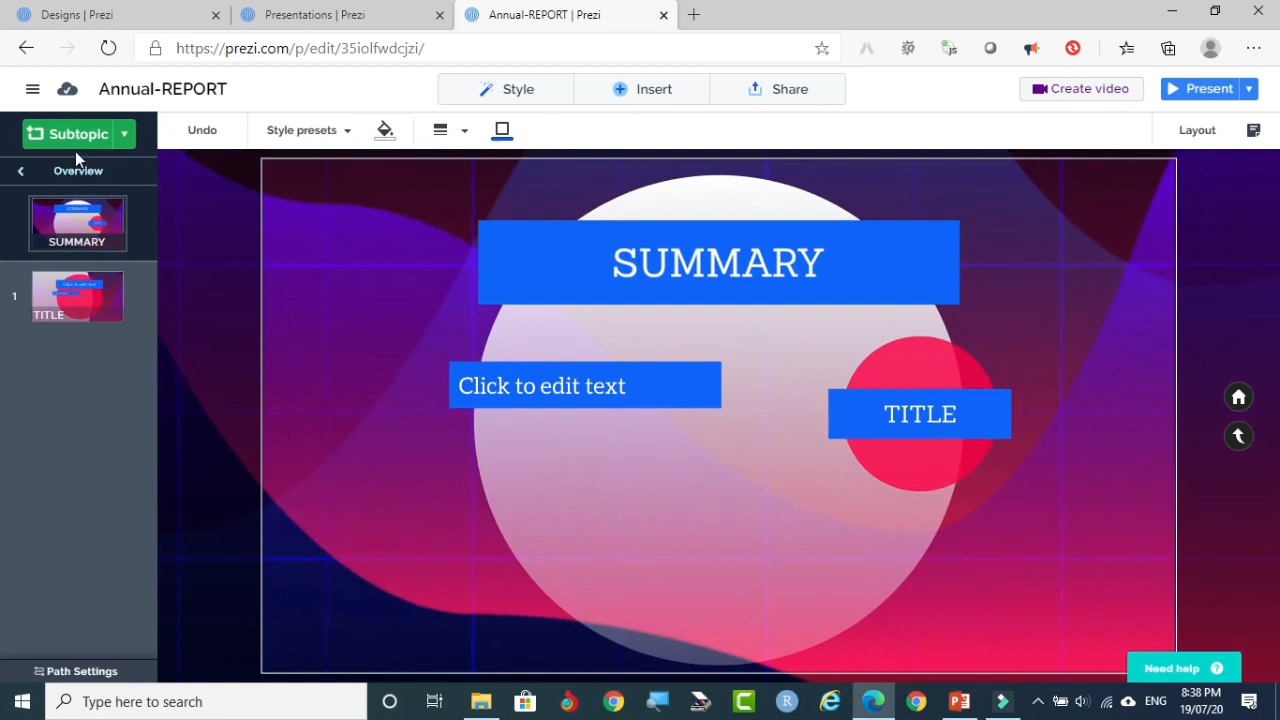 Designs | Prezi
Presentations | Prezi
Annual-REPORT | Prezi
https://prezi.com/p/edit/35iolfwdcjzi/
Annual-REPORT
Style
Insert
Share
Create video
Present
Subtopic
Undo
Style presets
Layout
Overview
SUMMARY
1
TITLE
SUMMARY
Click to edit text
TITLE
Path Settings
Need help ?
Type here to search
ENG
8:38 PM
19/07/20